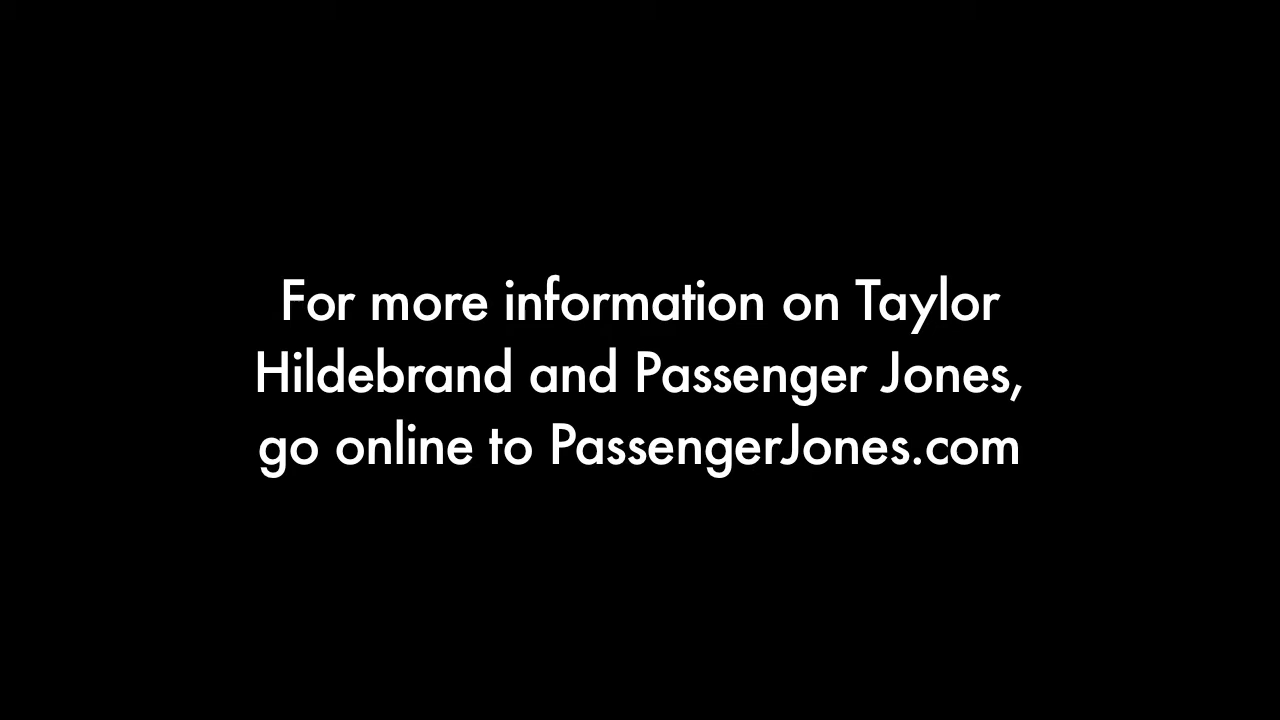 For more information on Taylor
Hildebrand and Passenger Jones,
go online to PassengerJones.com